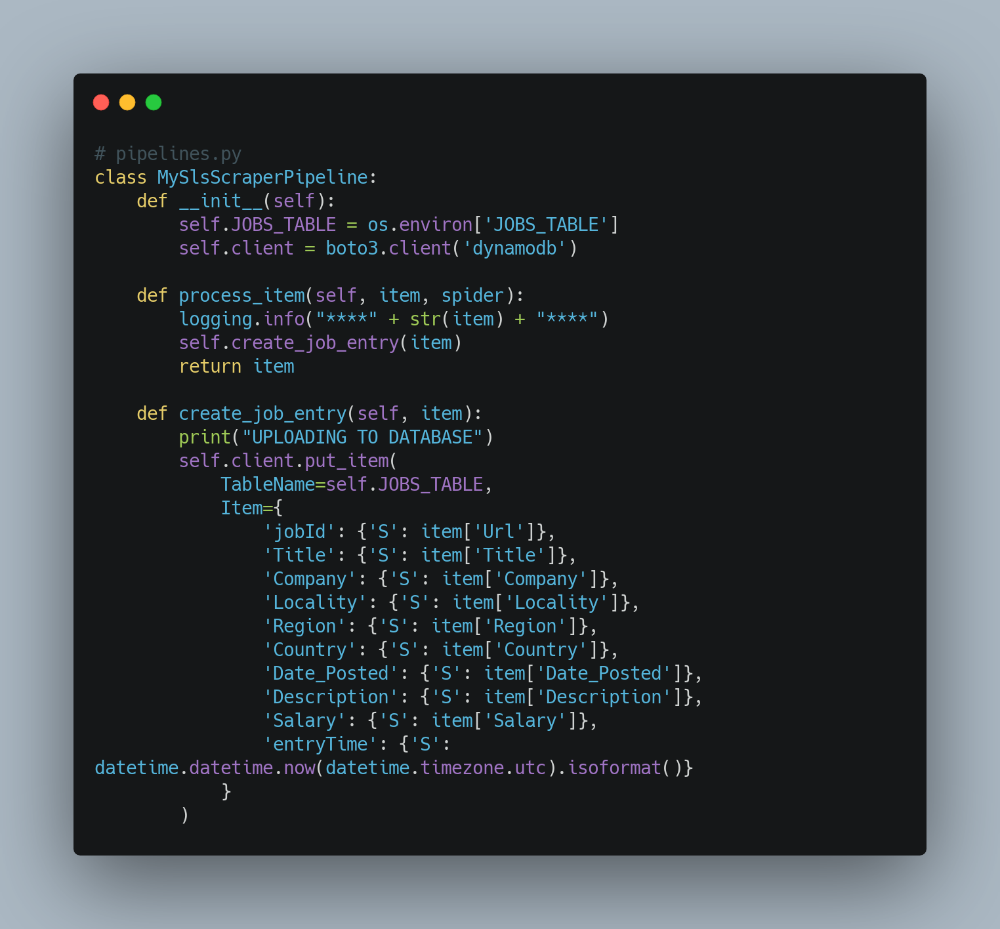 # pipelines.py
class MySlsScraperPipeline:
    def __init__(self):
        self.JOBS_TABLE = os.environ['JOBS_TABLE']
        self.client = boto3.client('dynamodb')

    def process_item(self, item, spider):
        logging.info("****" + str(item) + "****")
        self.create_job_entry(item)
        return item

    def create_job_entry(self, item):
        print("UPLOADING TO DATABASE")
        self.client.put_item(
            TableName=self.JOBS_TABLE,
            Item={
                'jobId': {'S': item['Url']},
                'Title': {'S': item['Title']},
                'Company': {'S': item['Company']},
                'Locality': {'S': item['Locality']},
                'Region': {'S': item['Region']},
                'Country': {'S': item['Country']},
                'Date_Posted': {'S': item['Date_Posted']},
                'Description': {'S': item['Description']},
                'Salary': {'S': item['Salary']},
                'entryTime': {'S':
datetime.datetime.now(datetime.timezone.utc).isoformat()}
            }
        )